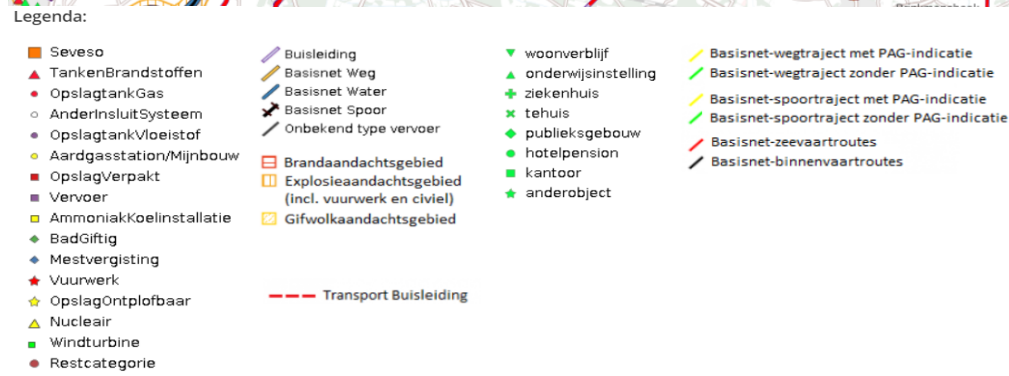 Legenda:
Seveso
TankenBrandstoffen
OpslagtankGas
AnderInsluitSysteem
OpslagtankVloeistof
Aardgasstation/Mijnbouw
OpslagVerpakt
Vervoer
AmmoniakKoelinstallatie
BadGiftig
Mestvergisting
Vuurwerk
OpslagOntplofbaar
Nucleair
Windturbine
Restcategorie
Buisleiding
Basisnet Weg
Basisnet Water
Basisnet Spoor
Onbekend type vervoer
Brandaandachtsgebied
Explosieaandachtsgebied
(incl. vuurwerk en civiel)
Gifwolkaandachtsgebied
Transport Buisleiding
woonverblijf
onderwijsinstelling
ziekenhuis
tehuis
publieksgebouw
hotelpension
kantoor
anderobject
Basisnet-wegtraject met PAG-indicatie
Basisnet-wegtraject zonder PAG-indicatie
Basisnet-spoortraject met PAG-indicatie
Basisnet-spoortraject zonder PAG-indicatie
Basisnet-zeevaartroutes
Basisnet-binnenvaartroutes